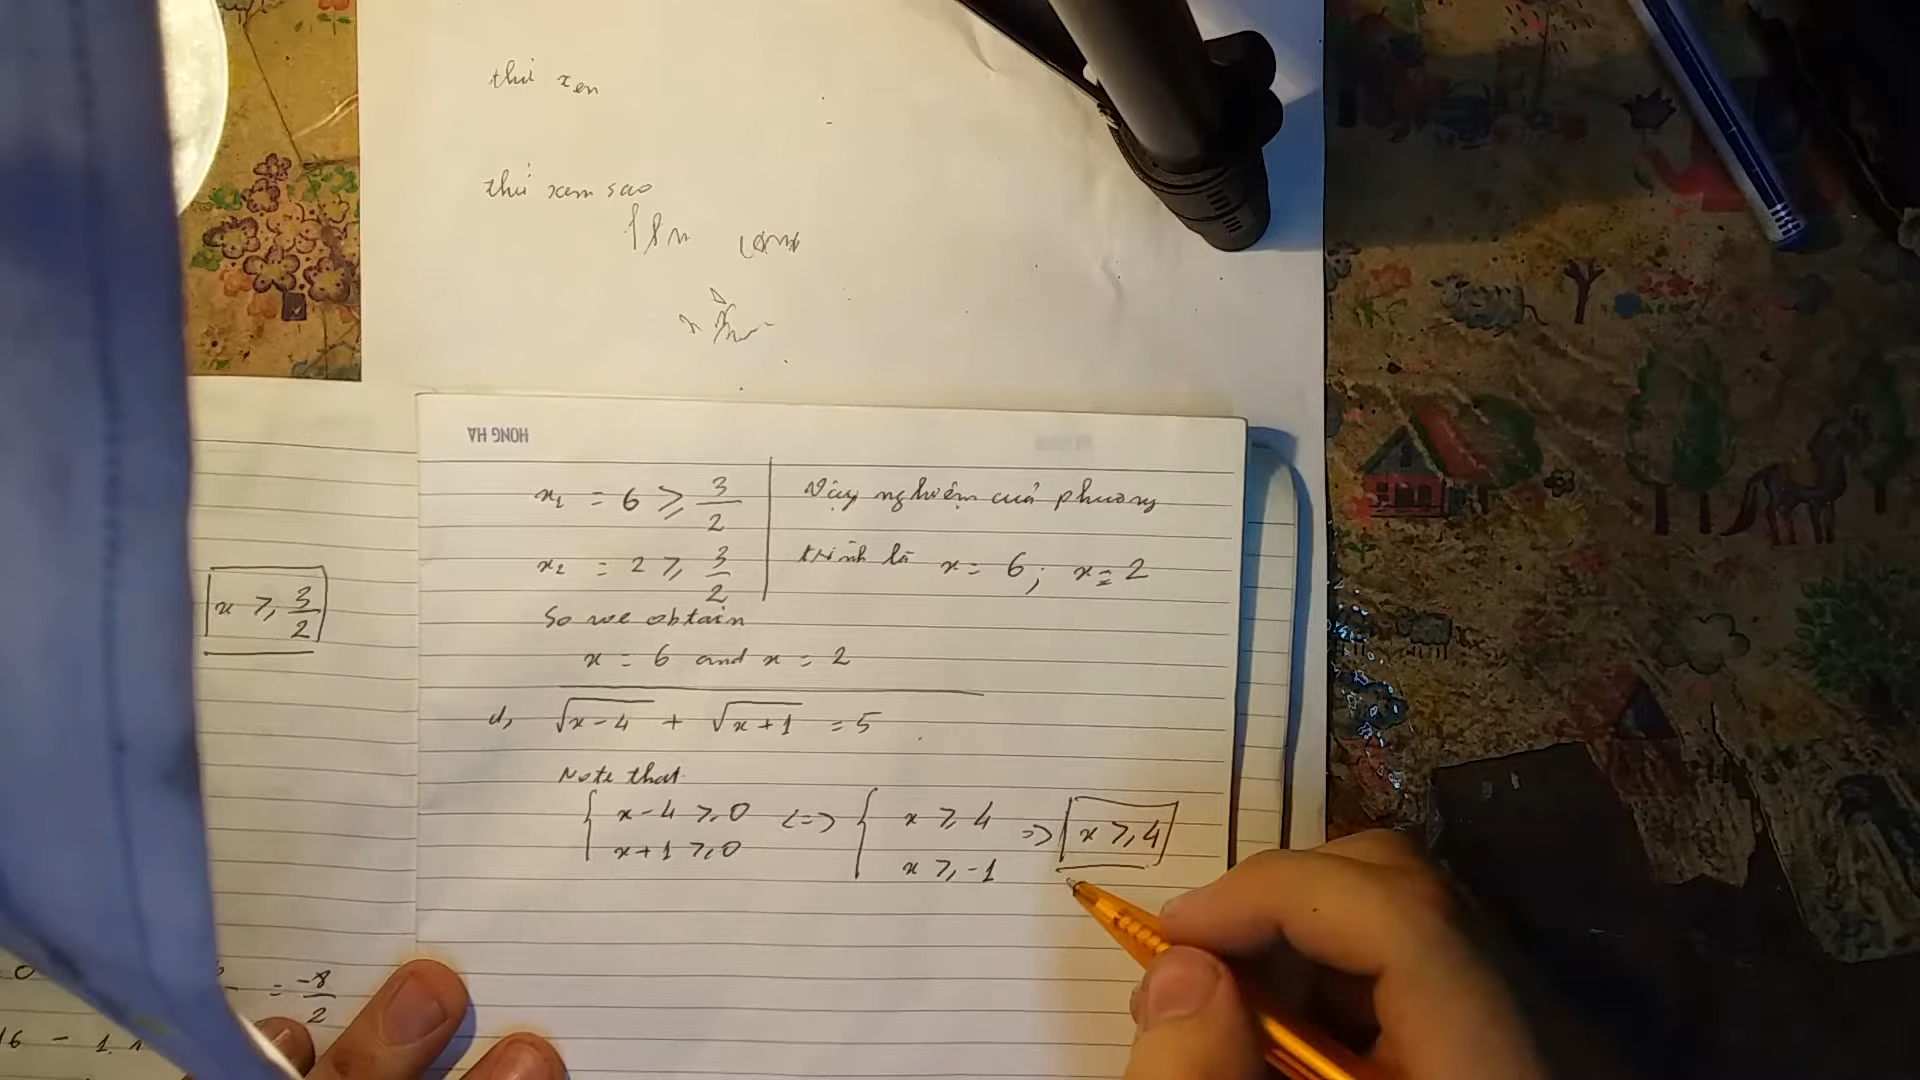 thử xem
thử xem sao
HONG HA
x₁ = 6 ⩾ 3/2
x₂ = 2 ⩾ 3/2
Vậy nghiệm của phương
trình là x = 6; x = 2
So we obtain
x = 6 and x = 2
d, √(x-4) + √(x+1) = 5
Note that
{ x-4 ⩾ 0 <=> { x ⩾ 4 => x ⩾ 4
x+1 ⩾ 0 x ⩾ -1
x ⩾ 3/2
= -8/2
16 - 1.